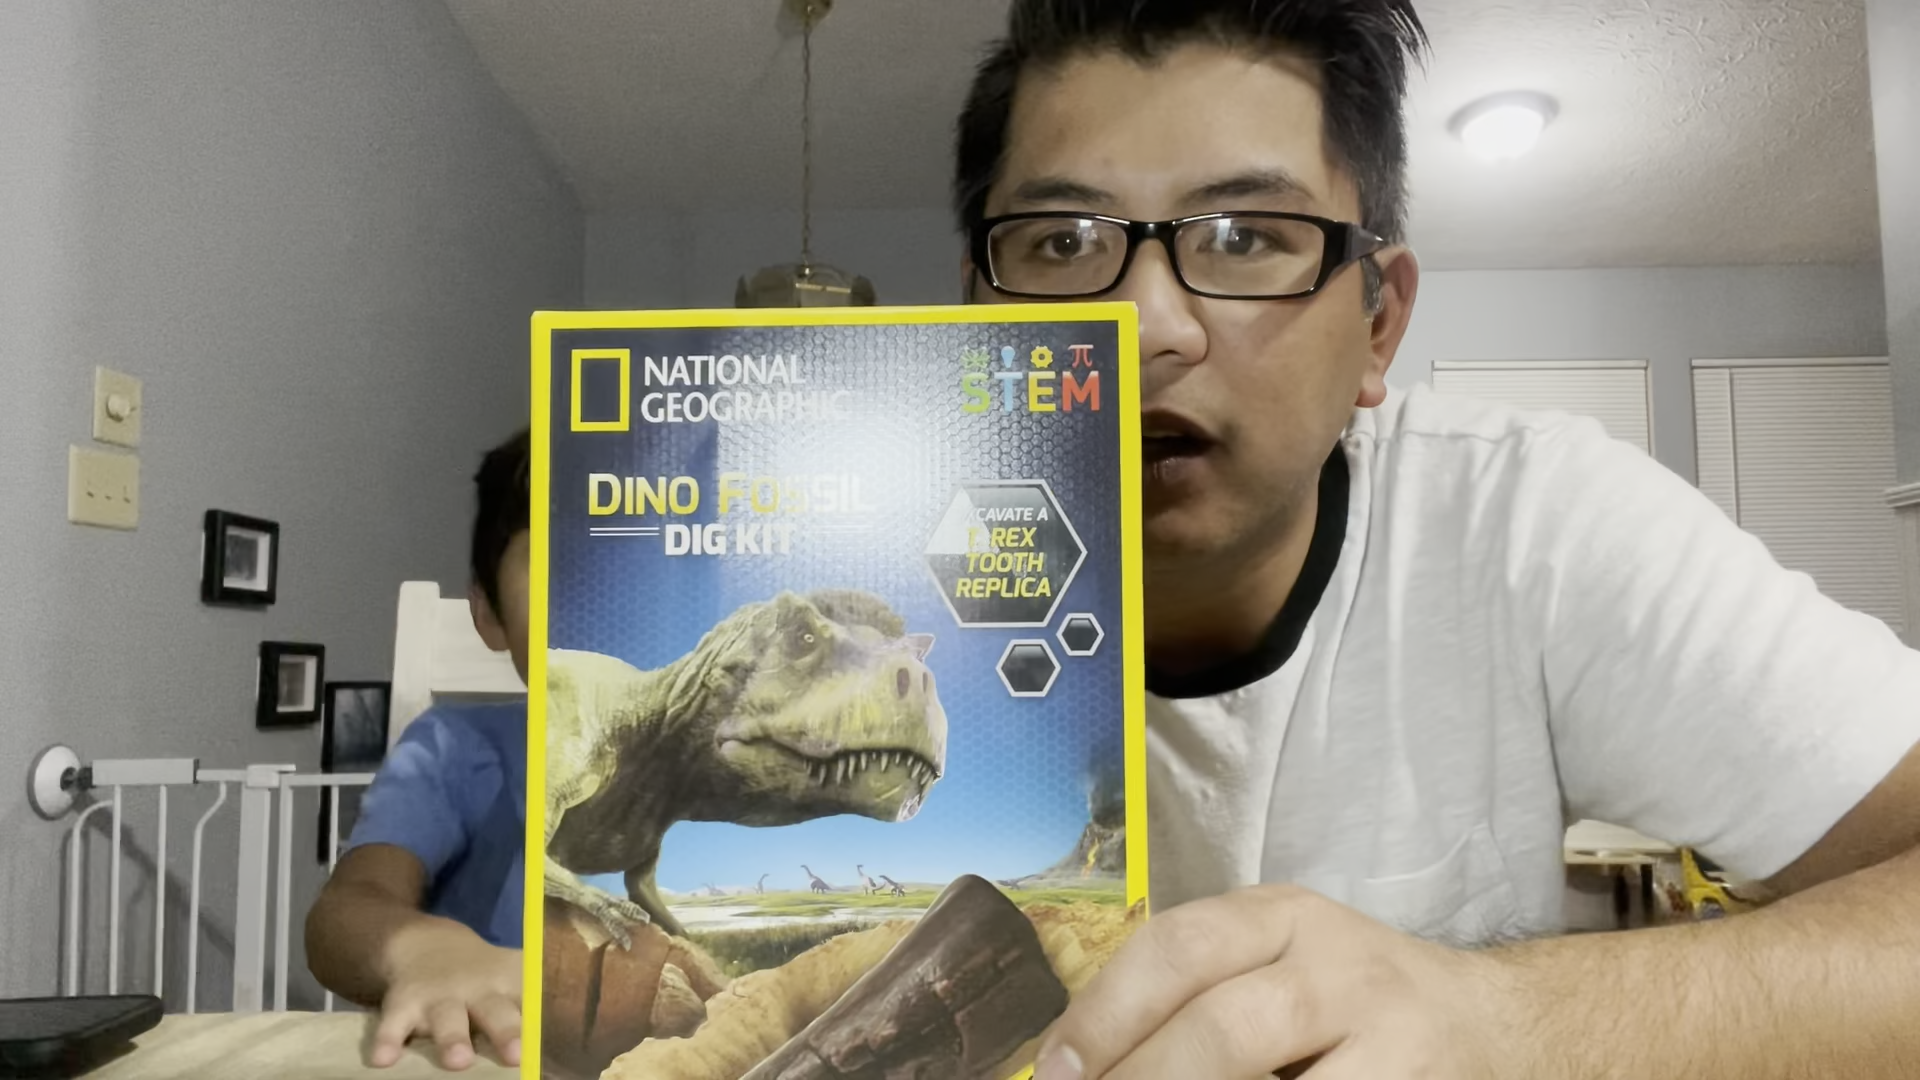 NATIONAL
GEOGRAPHIC
STEM
DINO FOSSIL
DIG KIT
EXCAVATE A
T. REX
TOOTH
REPLICA